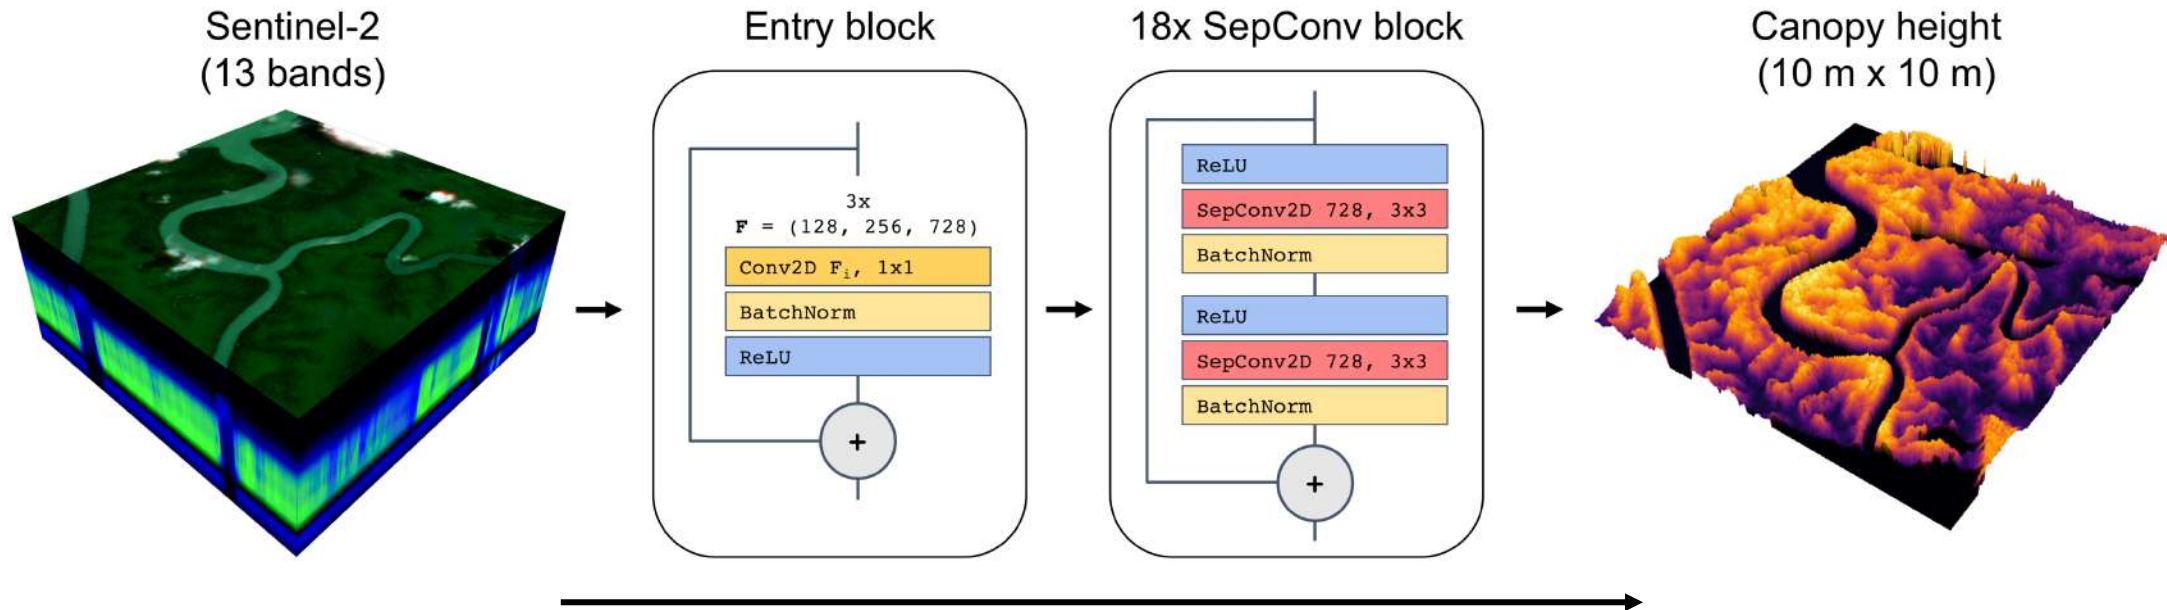 Sentinel-2
(13 bands)
Entry block
3x
F = (128, 256, 728)
Conv2D Fi, 1x1
BatchNorm
ReLU
+
18x SepConv block
ReLU
SepConv2D 728, 3x3
BatchNorm
ReLU
SepConv2D 728, 3x3
BatchNorm
+
Canopy height
(10 m x 10 m)